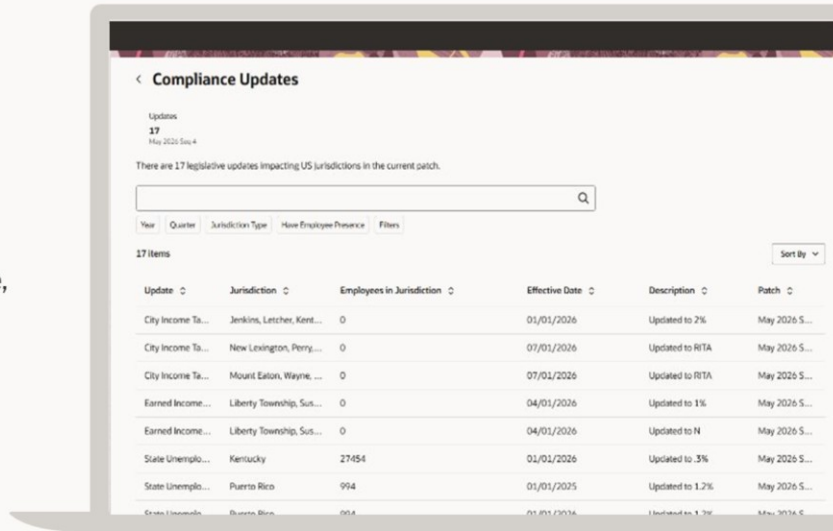 Compliance Updates
Updates
17
May 2026 Seq 4
There are 17 legislative updates impacting US jurisdictions in the current patch.
Year Quarter Jurisdiction Type Have Employee Presence Filters
17 items Sort By
Update Jurisdiction Employees in Jurisdiction Effective Date Description Patch
City Income Ta... Jenkins, Letcher, Kent... 0 01/01/2026 Updated to 2% May 2026 S...
City Income Ta... New Lexington, Perry,... 0 07/01/2026 Updated to RITA May 2026 S...
City Income Ta... Mount Eaton, Wayne, ... 0 07/01/2026 Updated to RITA May 2026 S...
Earned Income... Liberty Township, Sus... 0 04/01/2026 Updated to 1% May 2026 S...
Earned Income... Liberty Township, Sus... 0 04/01/2026 Updated to N May 2026 S...
State Unemplo... Kentucky 27454 01/01/2026 Updated to .3% May 2026 S...
State Unemplo... Puerto Rico 994 01/01/2025 Updated to 1.2% May 2026 S...